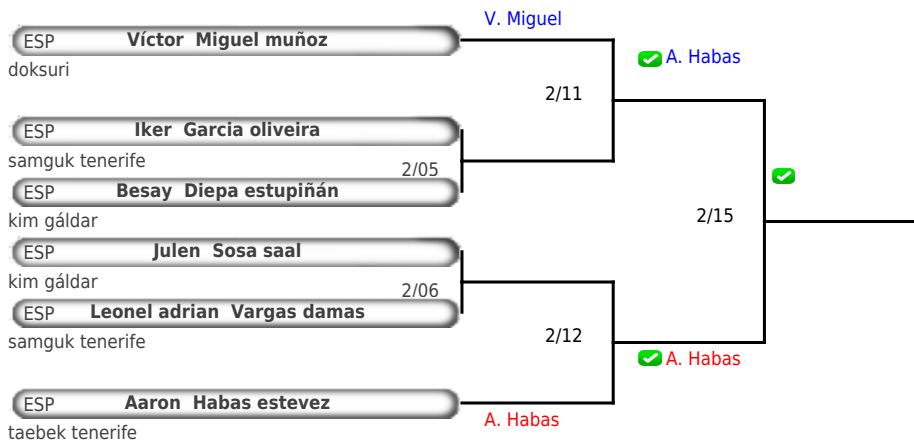 V. Miguel
ESP Víctor Miguel muñoz
doksuri
A. Habas
2/11
ESP Iker Garcia oliveira
samguk tenerife
2/05
ESP Besay Diepa estupiñán
kim gáldar
2/15
ESP Julen Sosa saal
kim gáldar
2/06
ESP Leonel adrian Vargas damas
samguk tenerife
2/12
A. Habas
ESP Aaron Habas estevez
A. Habas
taebek tenerife